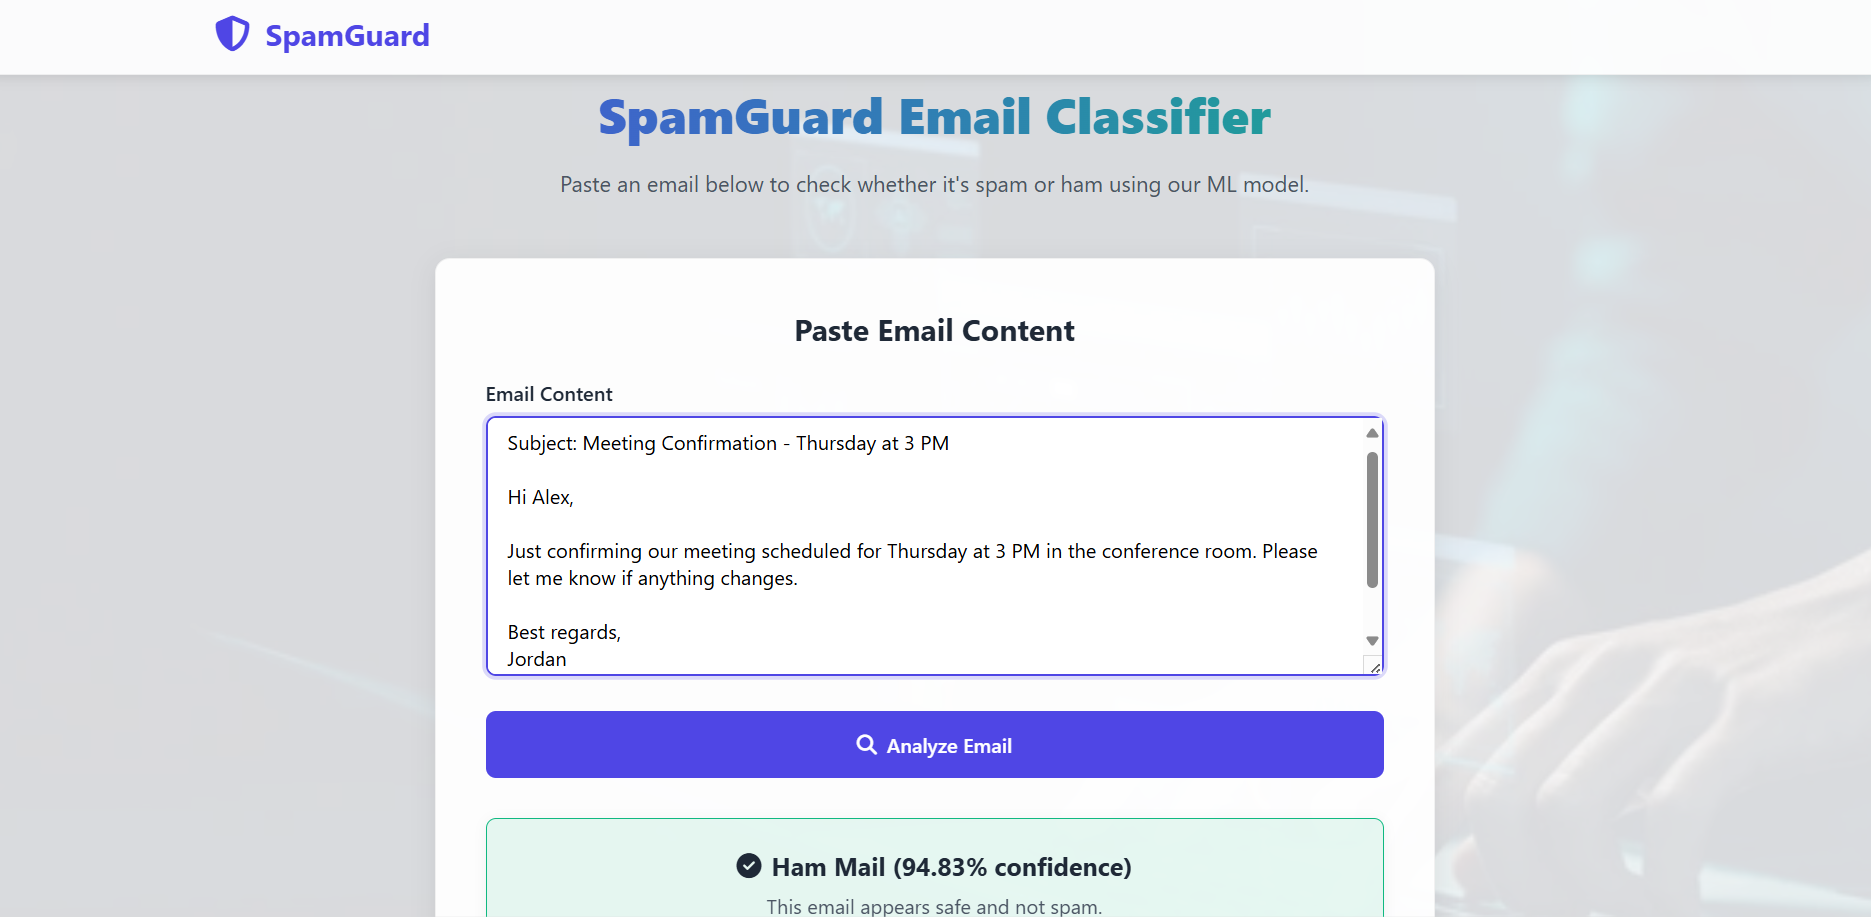 SpamGuard
SpamGuard Email Classifier
Paste an email below to check whether it's spam or ham using our ML model.
Paste Email Content
Email Content
Subject: Meeting Confirmation - Thursday at 3 PM
Hi Alex,
Just confirming our meeting scheduled for Thursday at 3 PM in the conference room. Please
let me know if anything changes.
Best regards,
Jordan
Analyze Email
Ham Mail (94.83% confidence)
This email appears safe and not spam.